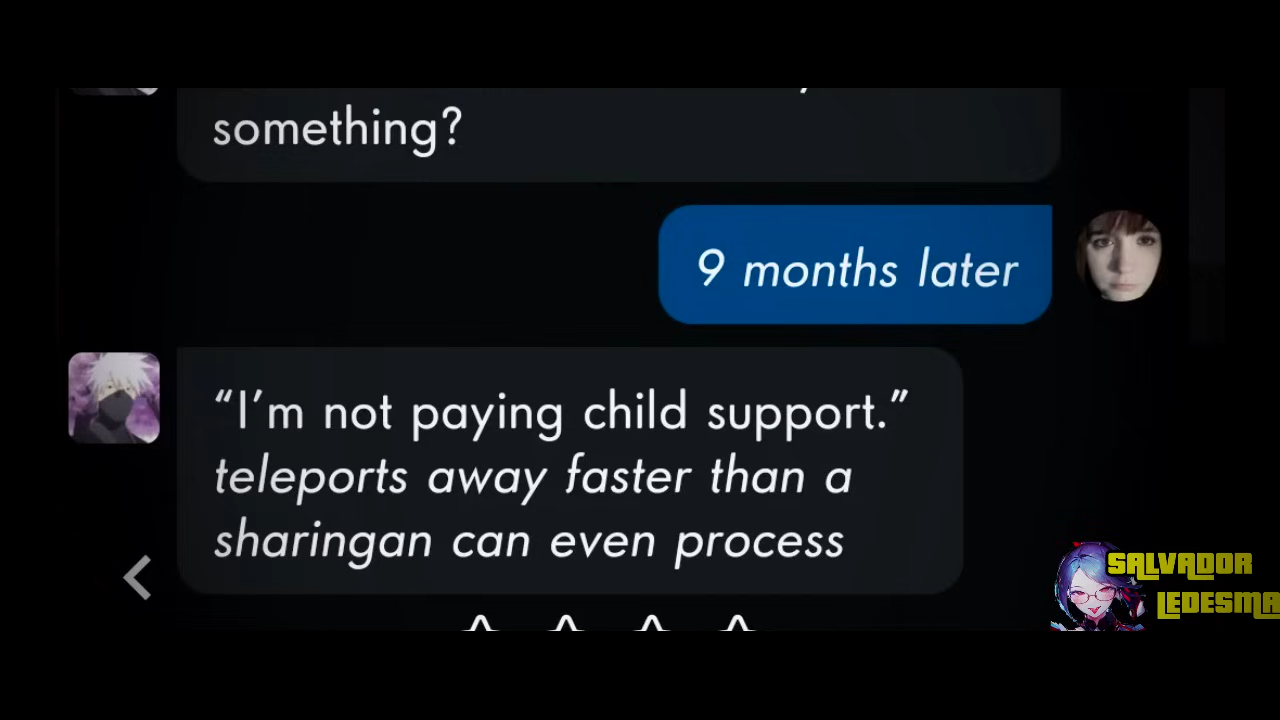 something?
9 months later
“I’m not paying child support.”
teleports away faster than a
sharingan can even process
SALVADOR
LEDESMA